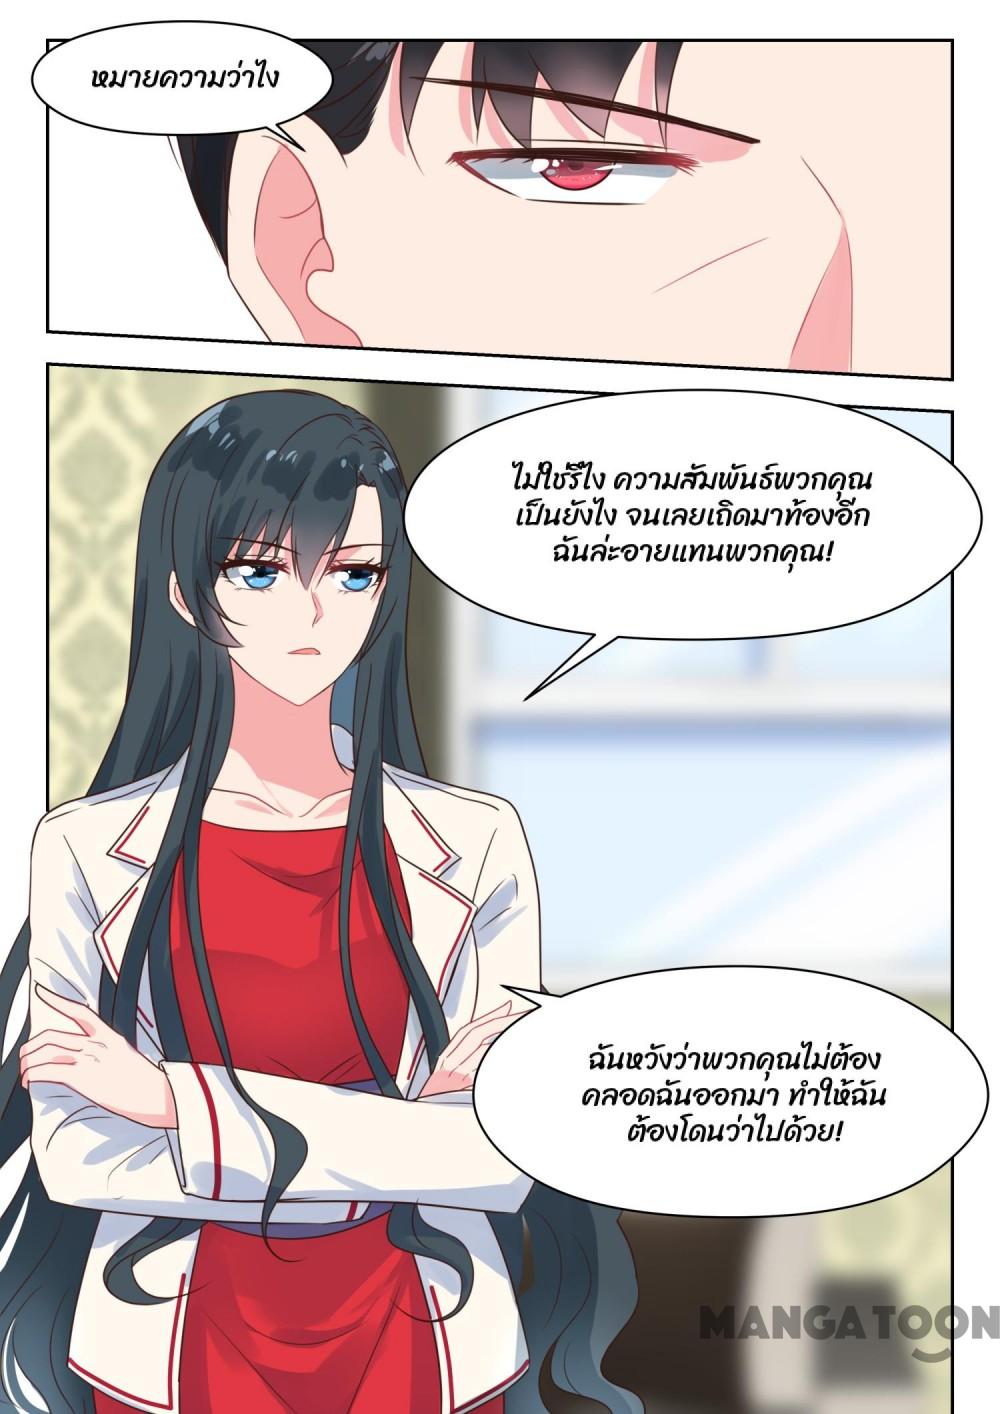 หมายความว่าไง
ไม่ใช่รึไง ความสัมพันธ์พวกคุณ
เป็นยังไง จนเลยเถิดมาท้องอีก
ฉันล่ะอายแทนพวกคุณ!
ฉันหวังว่าพวกคุณไม่ต้อง
คลอดฉันออกมา ทำให้ฉัน
ต้องโดนว่าไปด้วย!
MANGATOON